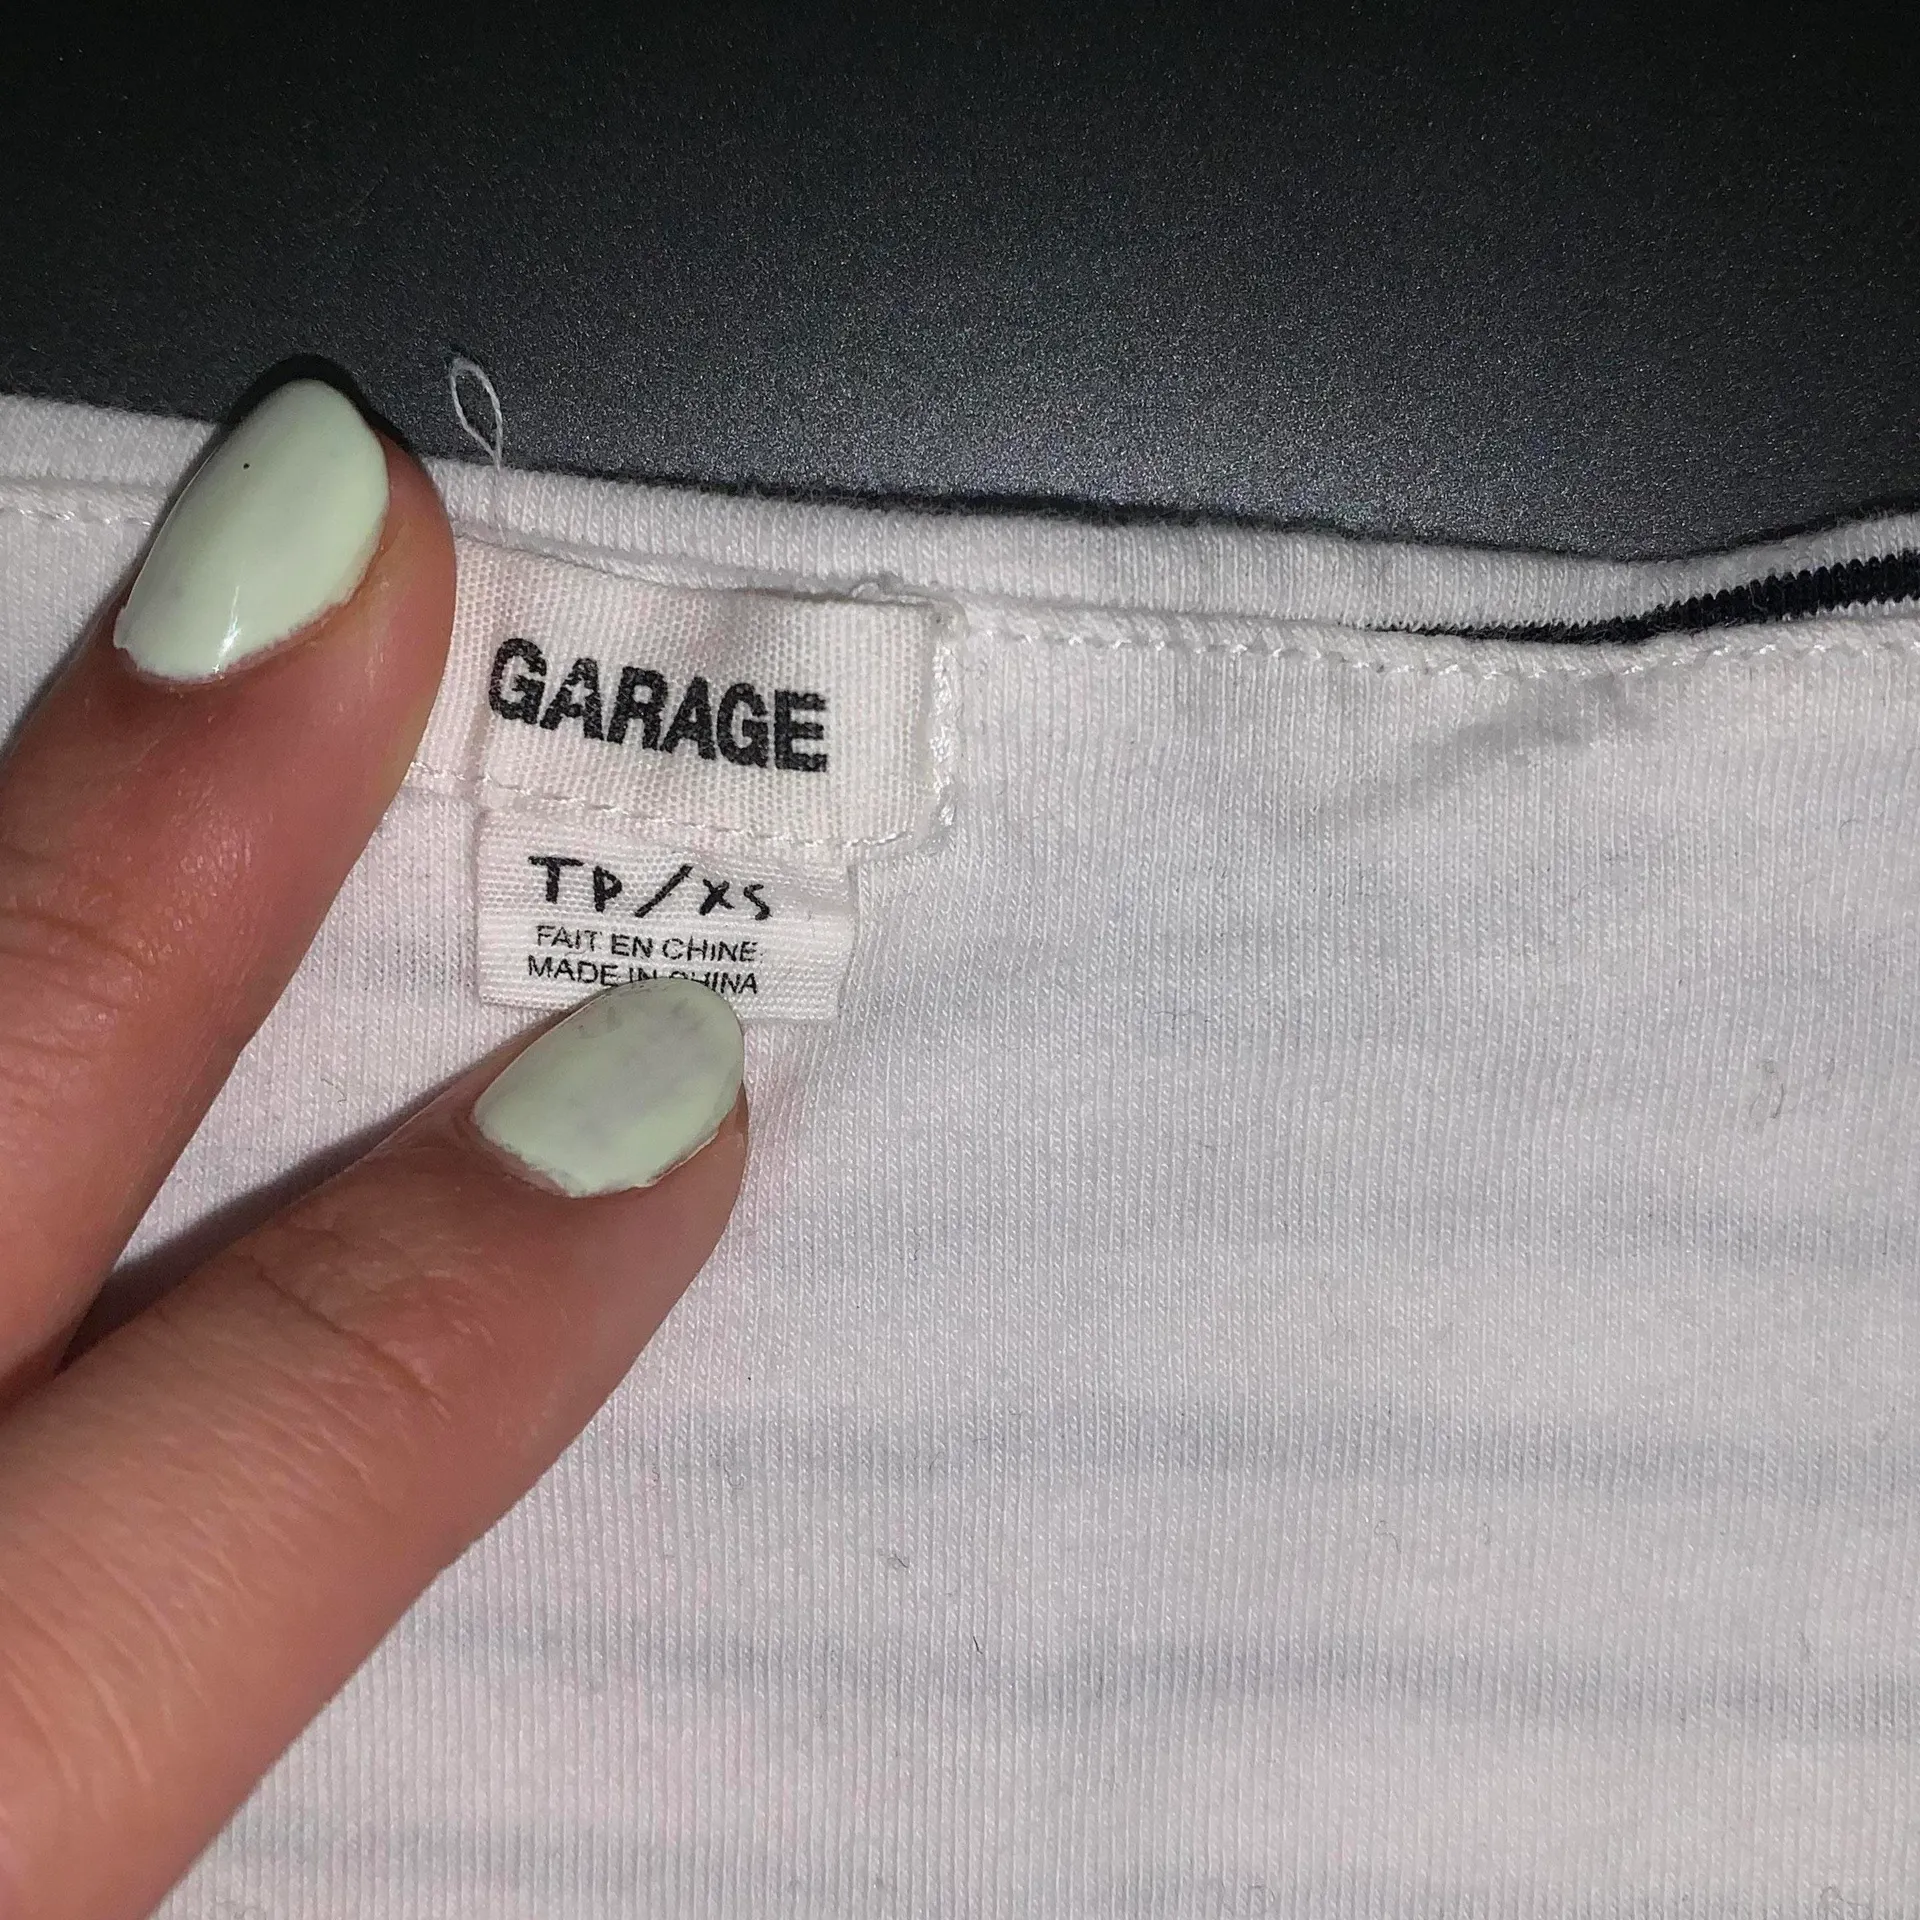 GARAGE
TP/XS
FAIT EN CHINE
MADE IN CHINA